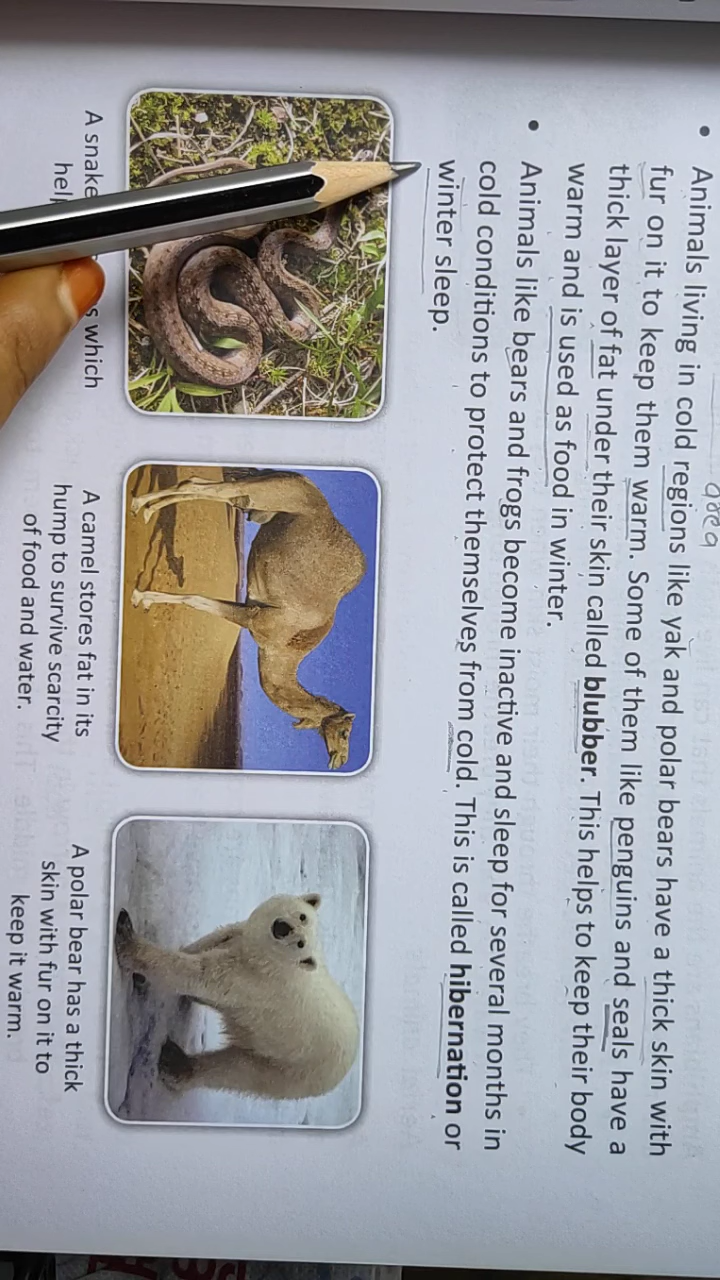 • Animals living in cold regions like yak and polar bears have a thick skin with
fur on it to keep them warm. Some of them like penguins and seals have a
thick layer of fat under their skin called blubber. This helps to keep their body
warm and is used as food in winter.
• Animals like bears and frogs become inactive and sleep for several months in
cold conditions to protect themselves from cold. This is called hibernation or
winter sleep.
A snake
which
A camel stores fat in its
hump to survive scarcity
of food and water.
A polar bear has a thick
skin with fur on it to
keep it warm.